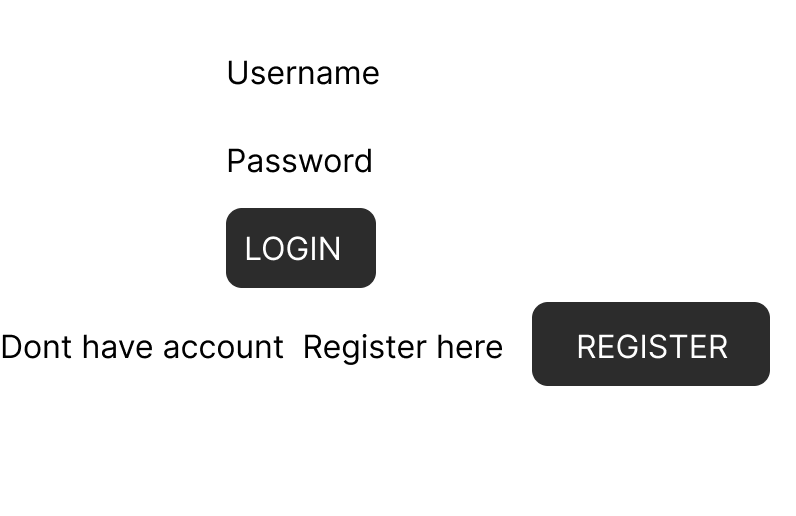 Username
Password
LOGIN
Dont have account  Register here  REGISTER